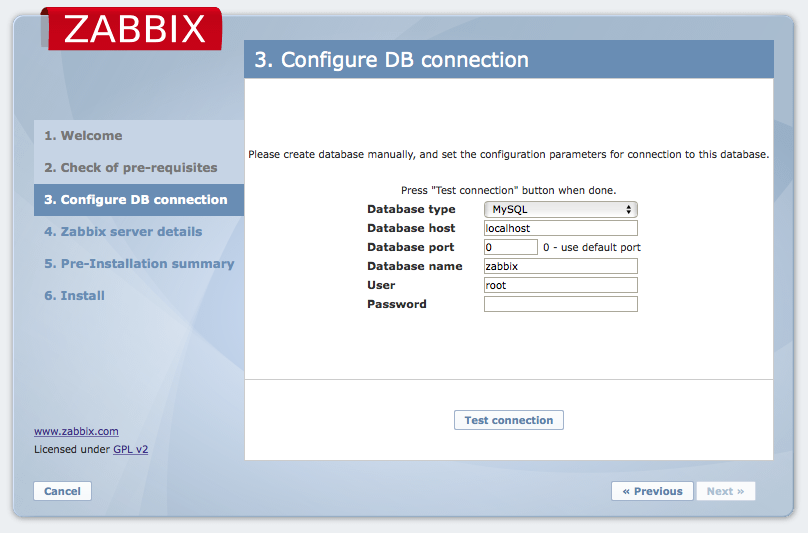 ZABBIX
3. Configure DB connection
1. Welcome
2. Check of pre-requisites
3. Configure DB connection
4. Zabbix server details
5. Pre-Installation summary
6. Install
Please create database manually, and set the configuration parameters for connection to this database.
Press "Test connection" button when done.
Database type MySQL
Database host localhost
Database port 0 0 - use default port
Database name zabbix
User root
Password
Test connection
www.zabbix.com
Licensed under GPL v2
Cancel
« Previous Next »